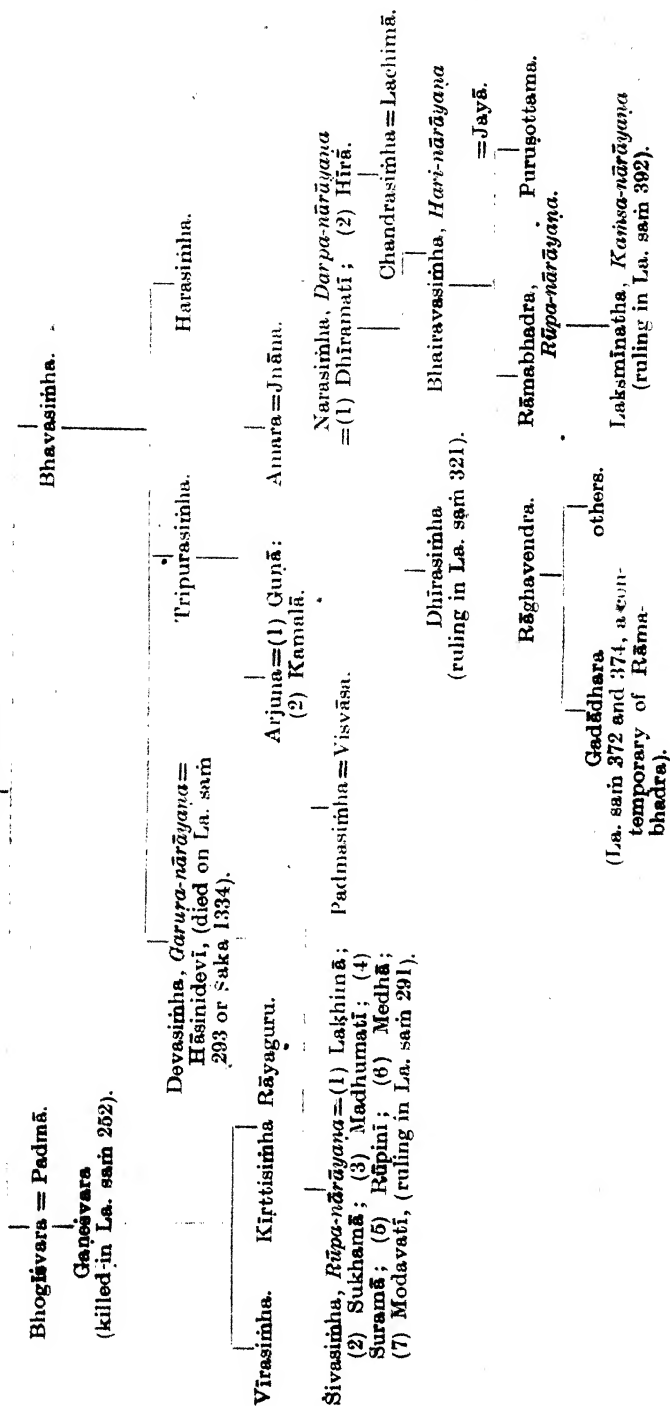 Bhavasiṁha.
Bhogīśvara = Padmā.
Gaṇeśvara
(killed in La. saṁ 252)
Devasiṁha, Garuṛa-nārāyaṇa=
Hāsinidevī, (died on La. saṁ
293 or Śaka 1334).
Tripurasiṁha.
Harasiṁha.
Vīrasiṁha.
Kīrttisiṁha
Rāyaguru.
Arjuna=(1) Guṇā;
(2) Kamalā.
Amara=Jnāna.
Śivasiṁha, Rūpa-nārāyaṇa=(1) Lakhimā;
(2) Sukhamā; (3) Madhumatī; (4)
Suramā; (5) Rūpinī; (6) Medhā;
(7) Modavatī, (ruling in La. saṁ 291).
Padmasiṁha=Visvāsa.
Narasiṁha, Darpa-nārāyaṇa
=(1) Dhīramatī; (2) Hīrā.
Chandrasiṁha=Lachimā.
Dhīrasiṁha
(ruling in La. saṁ 321).
Bhairavasiṁha, Hari-nārāyaṇa
=Jayā.
Rāghavendra.
Rāmabhadra,
Rūpa-nārāyaṇa.
Puruṣottama.
Gadādhara
(La. saṁ 372 and 374, a con-
temporary of Rāma-
bhadra).
others.
Laksmīnatha, Kaṁsa-nārāyaṇa
(ruling in La. saṁ 392).